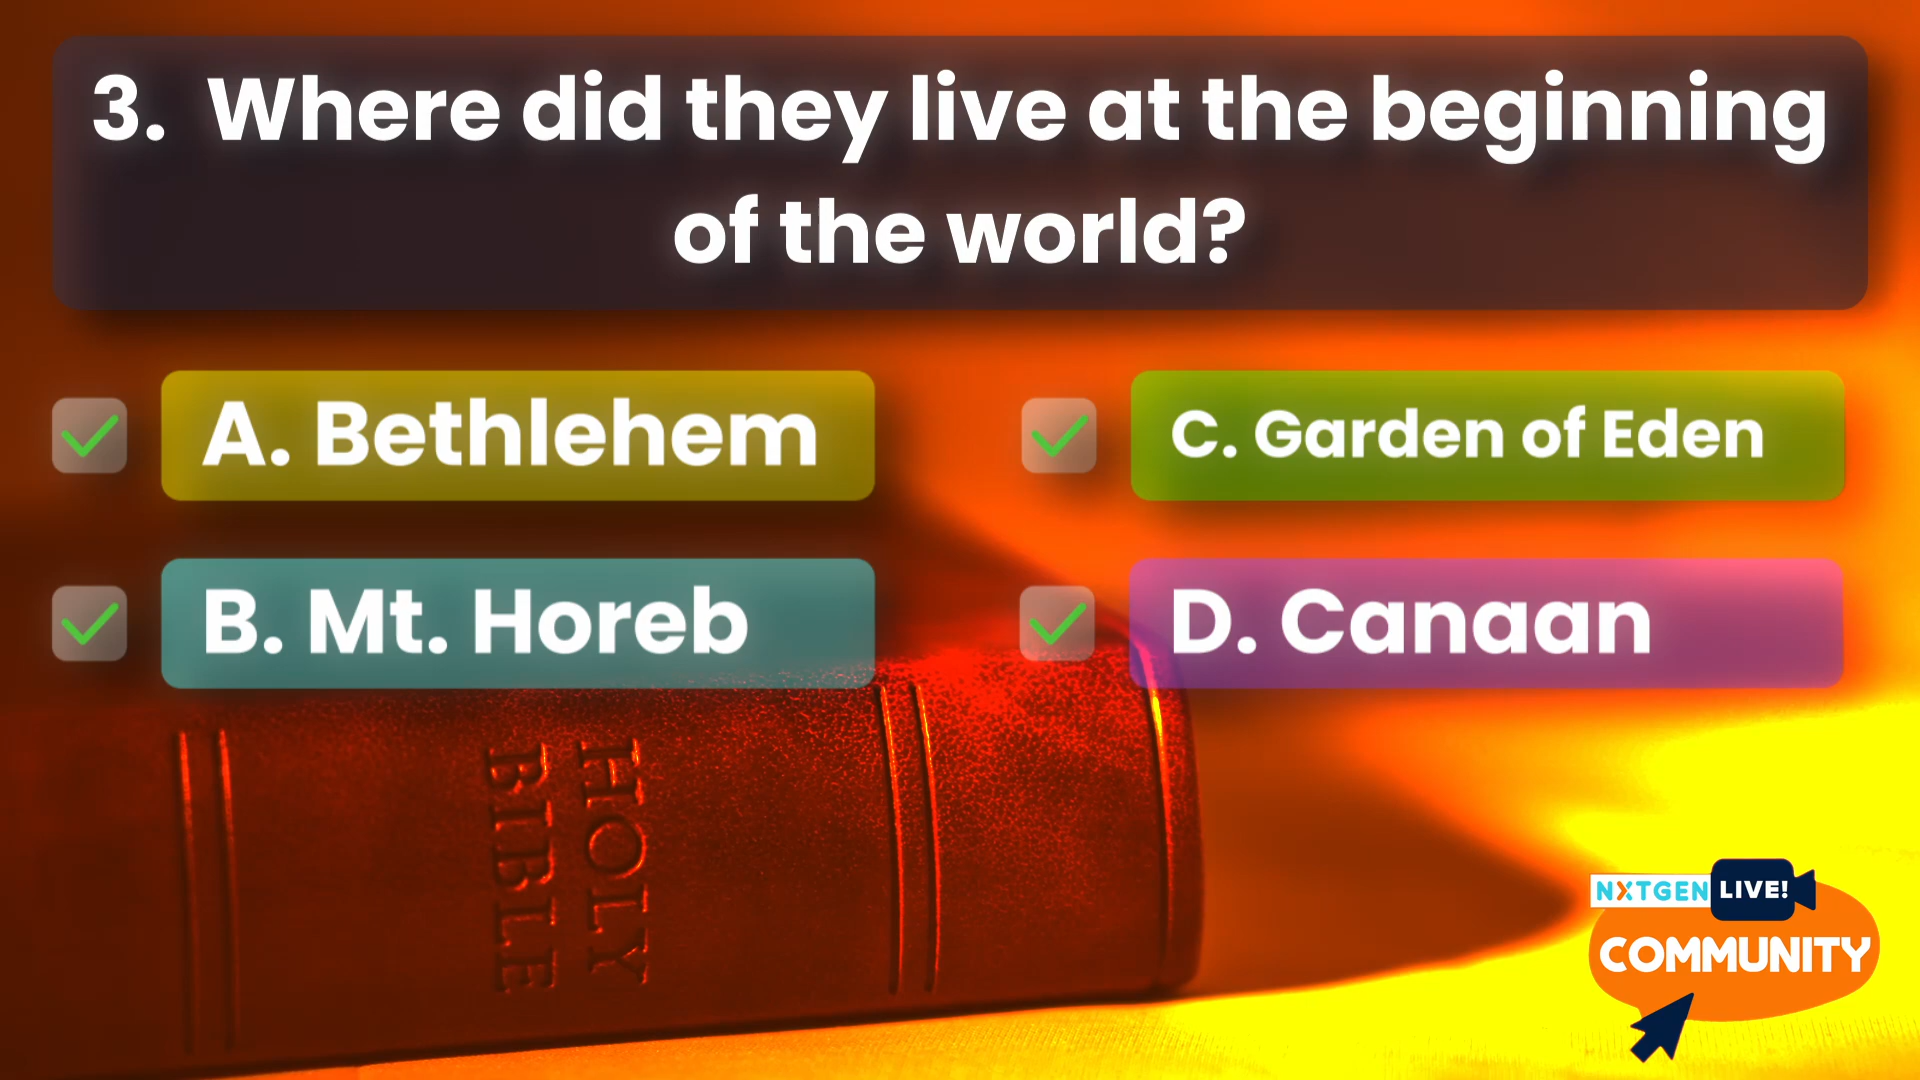 3. Where did they live at the beginning
of the world?
A. Bethlehem
C. Garden of Eden
B. Mt. Horeb
D. Canaan
HOLY
BIBLE
NXTGEN LIVE!
COMMUNITY